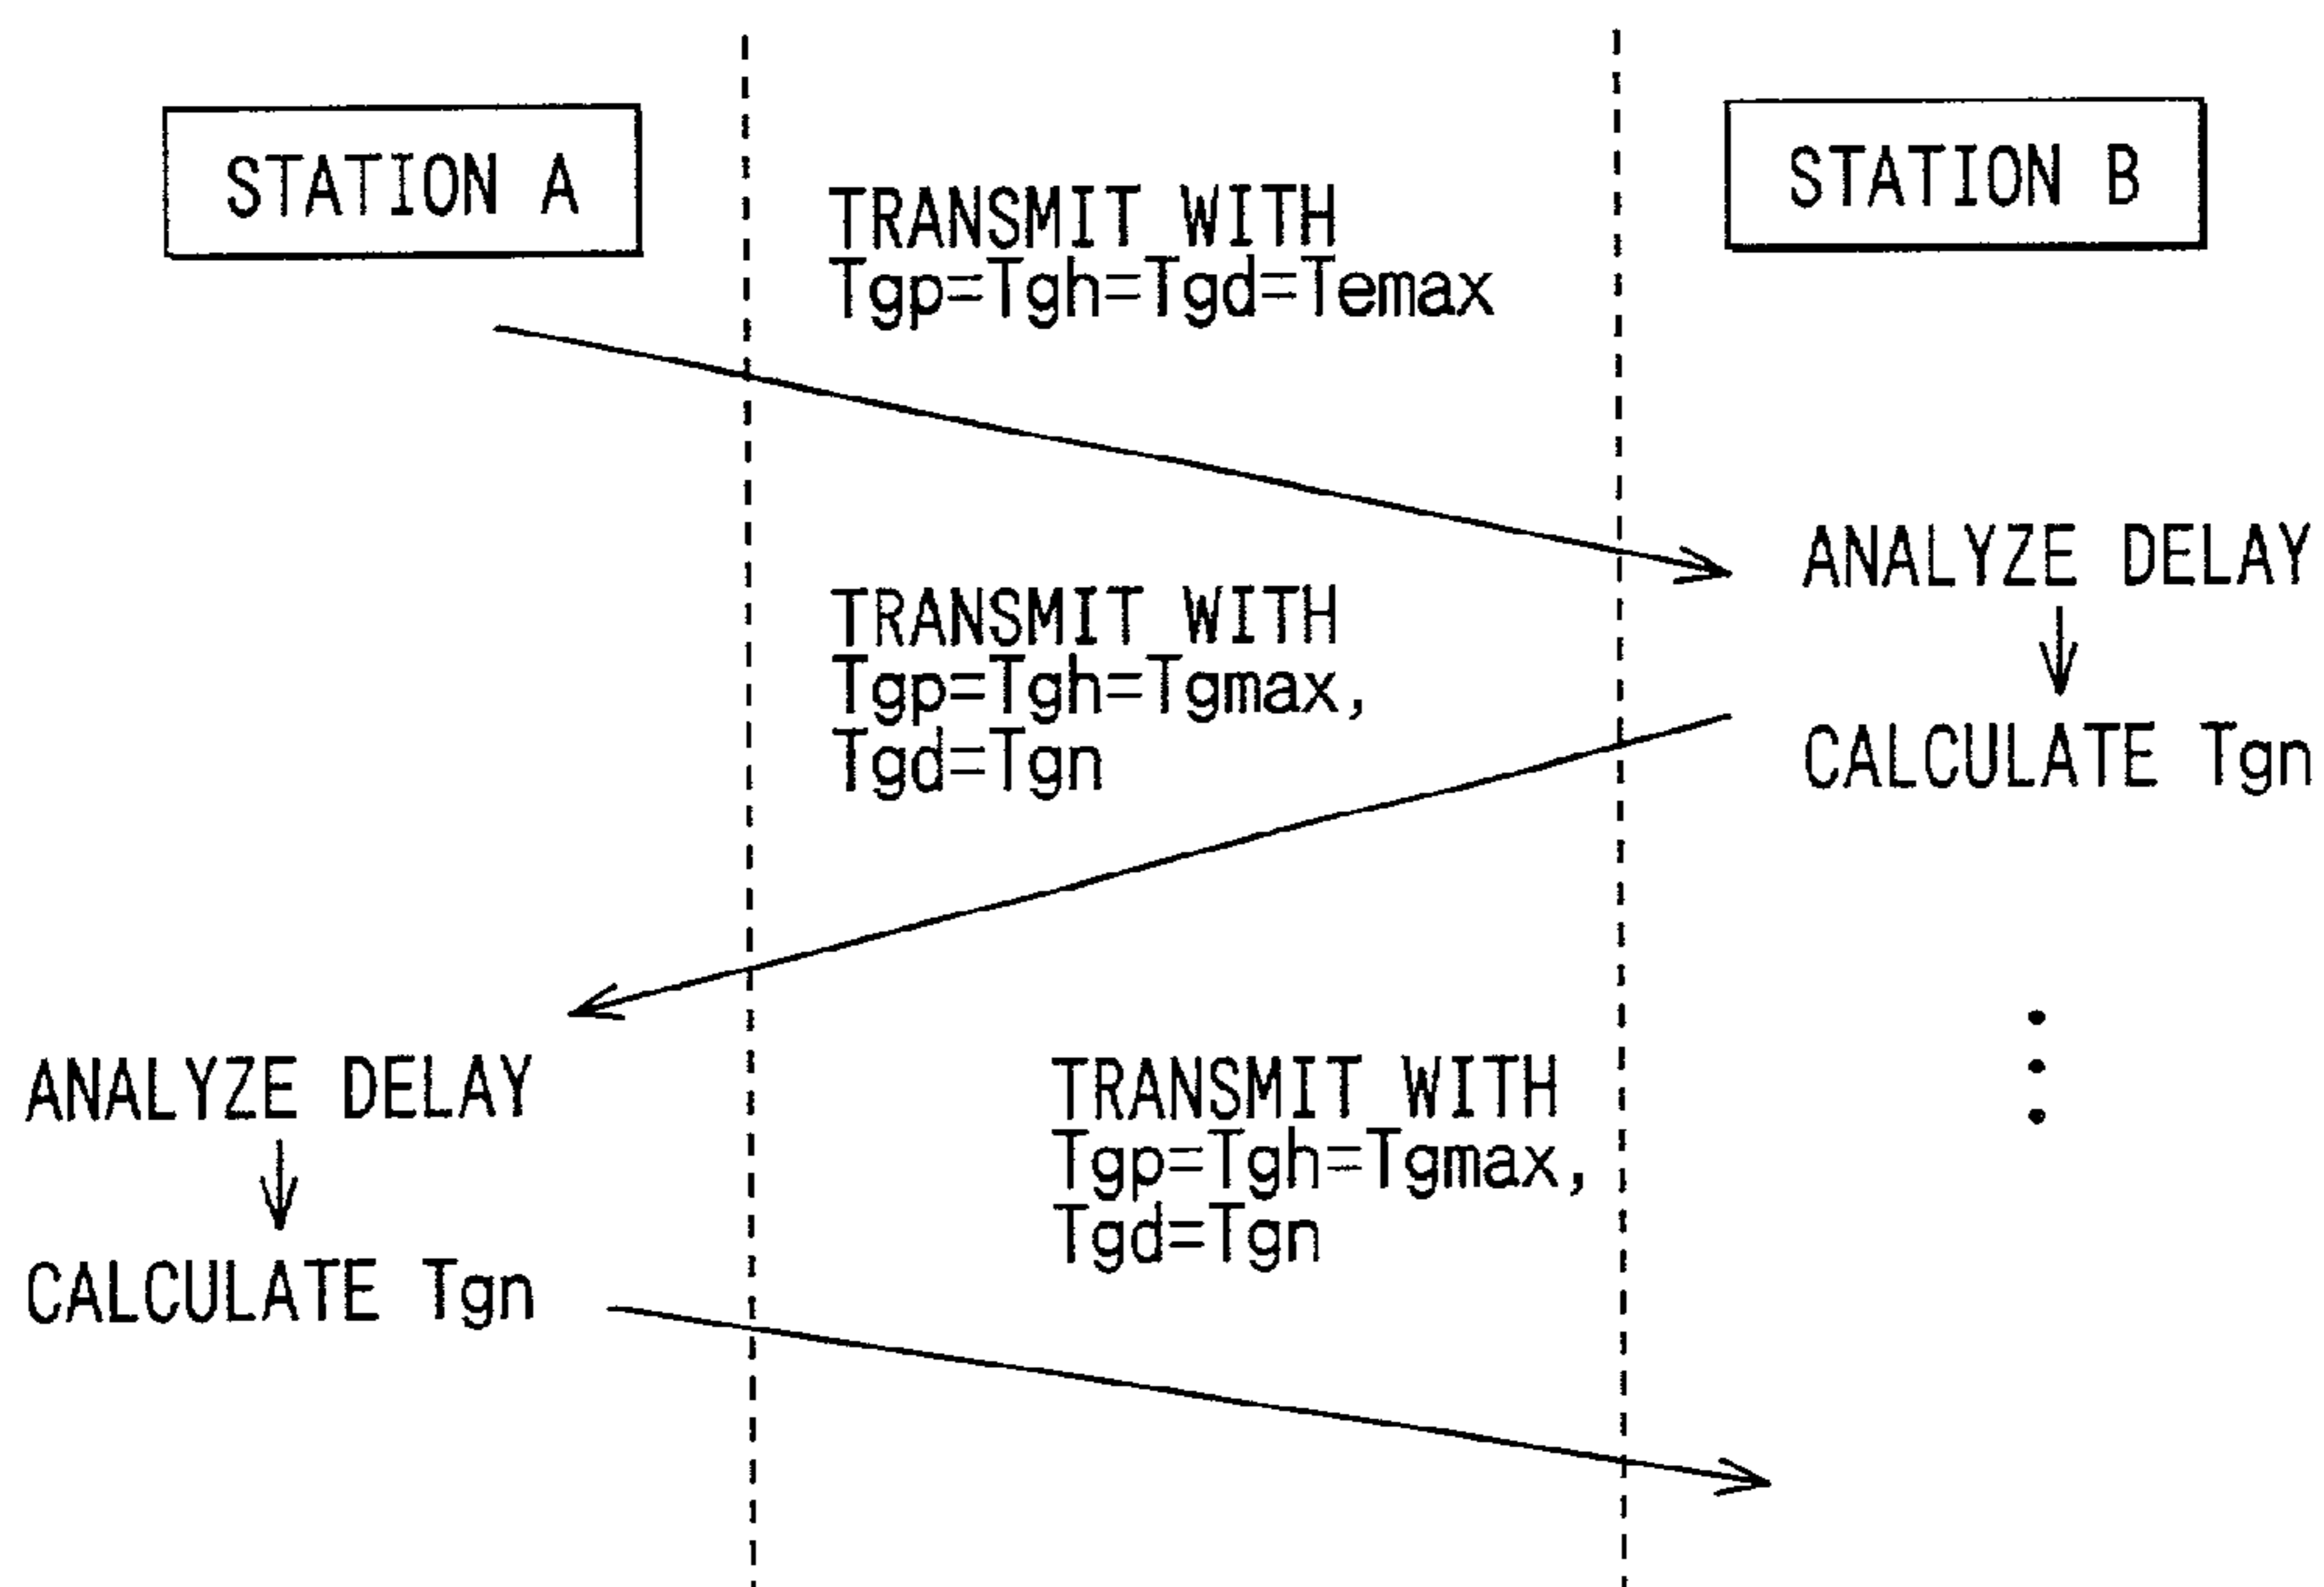 STATION A
STATION B
TRANSMIT WITH
Tgp=Tgh=Tgd=Temax
ANALYZE DELAY
TRANSMIT WITH
Tgp=Tgh=Tgmax,
Tgd=Tgn
CALCULATE Tgn
ANALYZE DELAY
TRANSMIT WITH
Tgp=Tgh=Tgmax,
Tgd=Tgn
CALCULATE Tgn